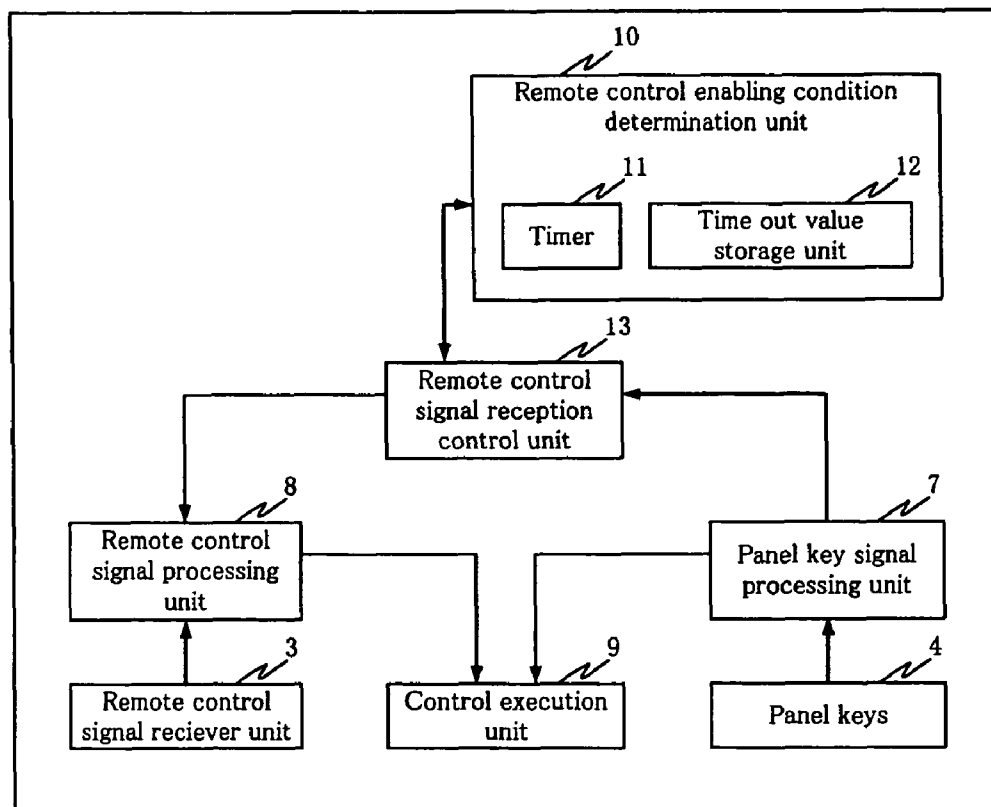 10
Remote control enabling condition
determination unit
11
12
Timer
Time out value
storage unit
13
Remote control
signal reception
control unit
8
7
Remote control
signal processing
unit
Panel key signal
processing unit
3
9
4
Remote control
signal reciever unit
Control execution
unit
Panel keys